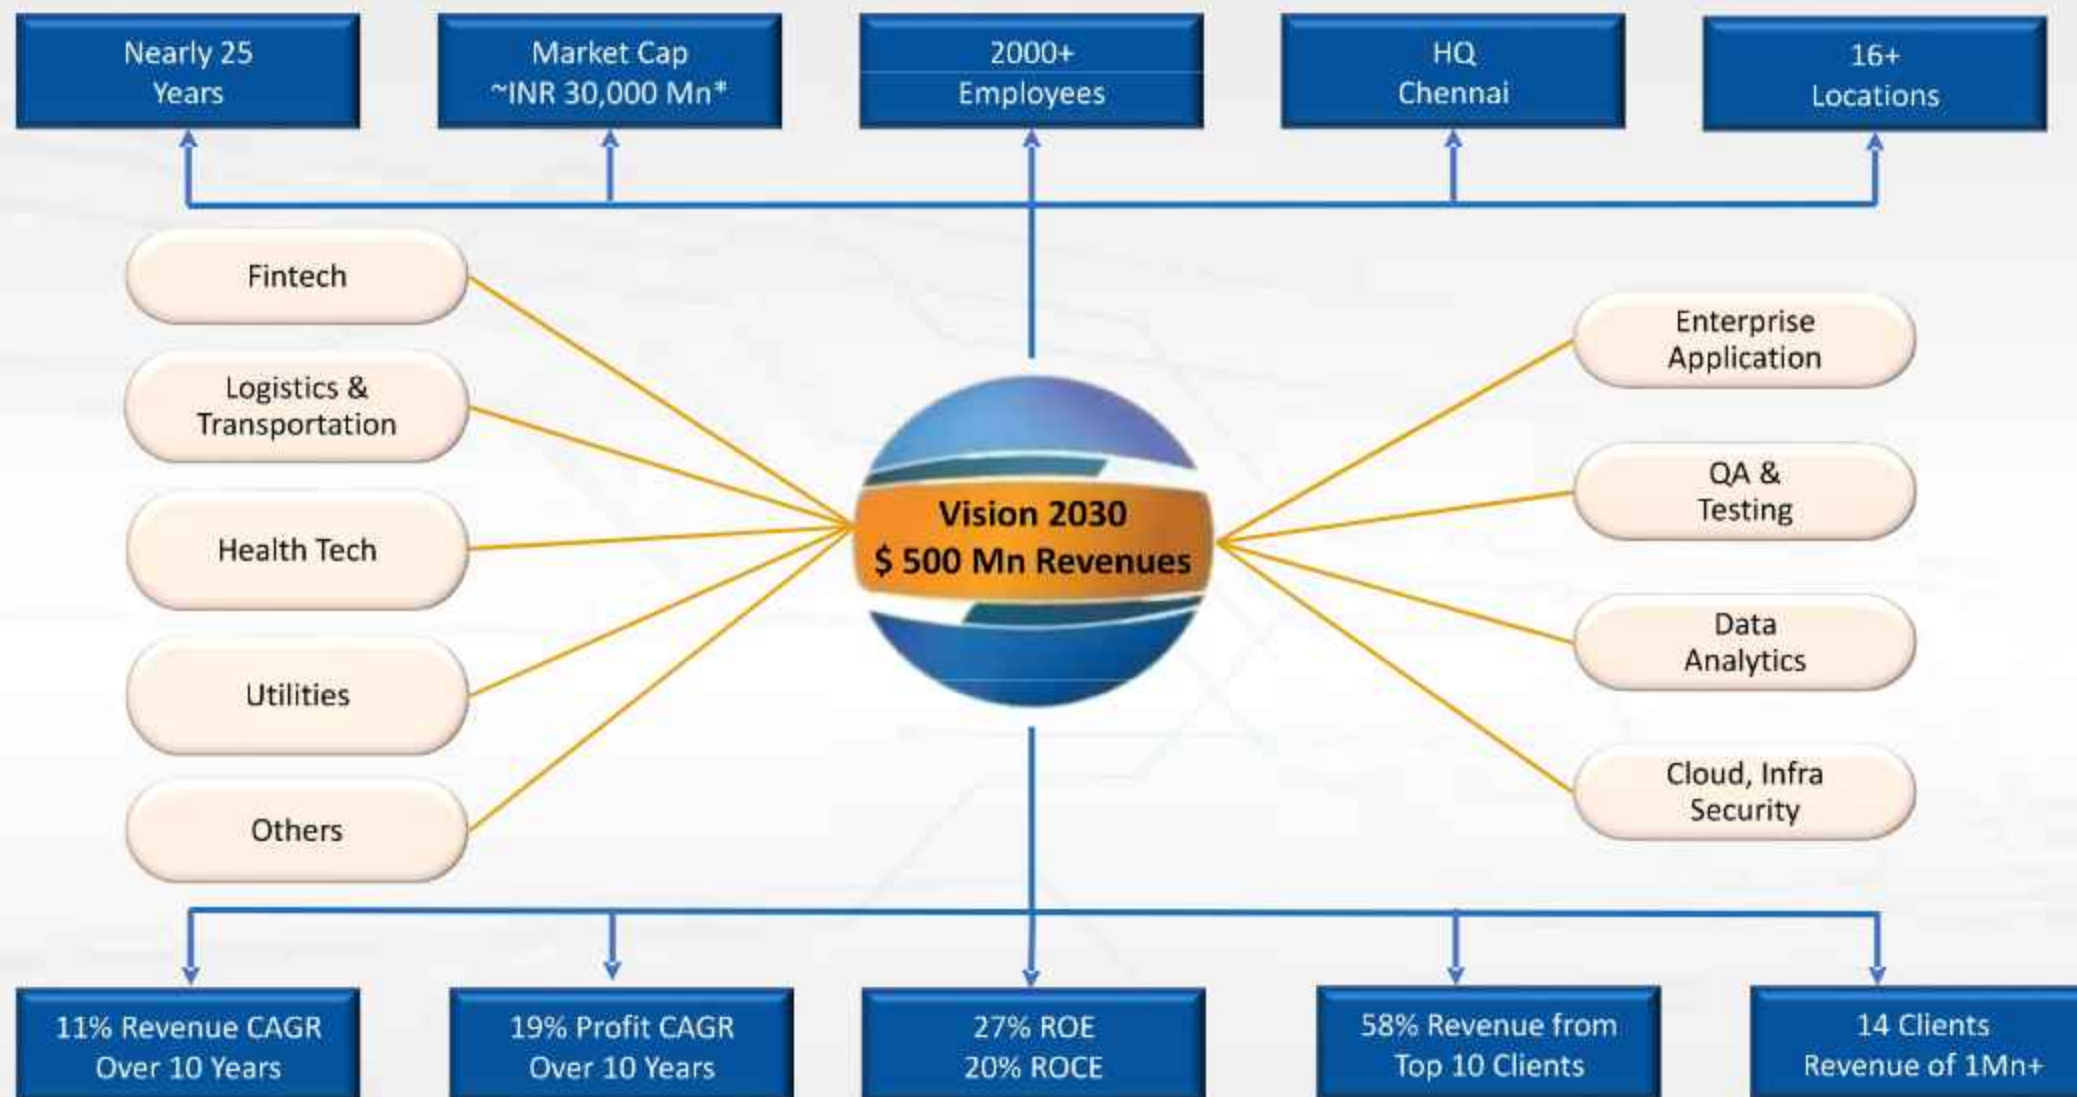 Nearly 25
Years
Market Cap
~INR 30,000 Mn*
2000+
Employees
HQ
Chennai
16+
Locations
Fintech
Logistics &
Transportation
Health Tech
Utilities
Others
Vision 2030
$ 500 Mn Revenues
Enterprise
Application
QA &
Testing
Data
Analytics
Cloud, Infra
Security
11% Revenue CAGR
Over 10 Years
19% Profit CAGR
Over 10 Years
27% ROE
20% ROCE
58% Revenue from
Top 10 Clients
14 Clients
Revenue of 1Mn+